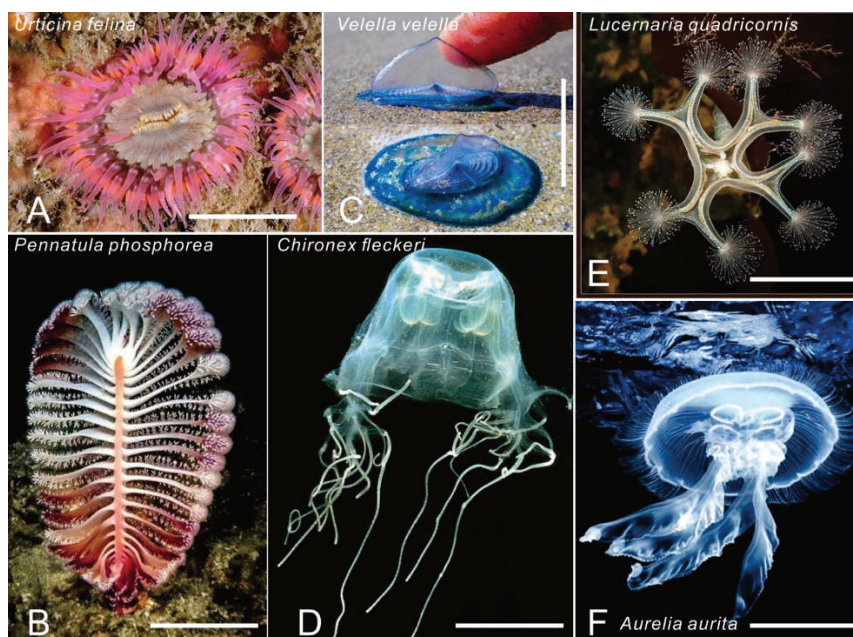 Urticina felina
A
Velella velella
C
Lucernaria quadricornis
E
Pennatula phosphorea
B
Chironex fleckeri
D
F
Aurelia aurita